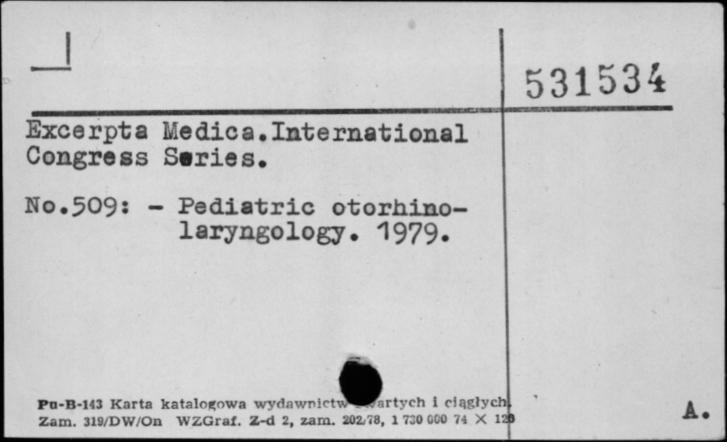 531534
Excerpta Medica.International
Congress Series.
No.509: - Pediatric otorhino-
laryngology. 1979.
Pu-B-143 Karta katalogowa wydawnictw i ciągłych
Zam. 319/DW/On WZGraf. Z-d 2, zam. 202/78, 1 730 000 74 X 120
A.